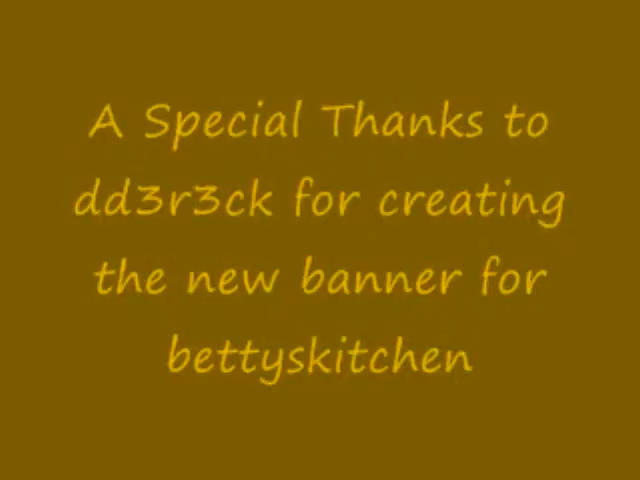 A Special Thanks to
dd3r3ck for creating
the new banner for
bettyskitchen